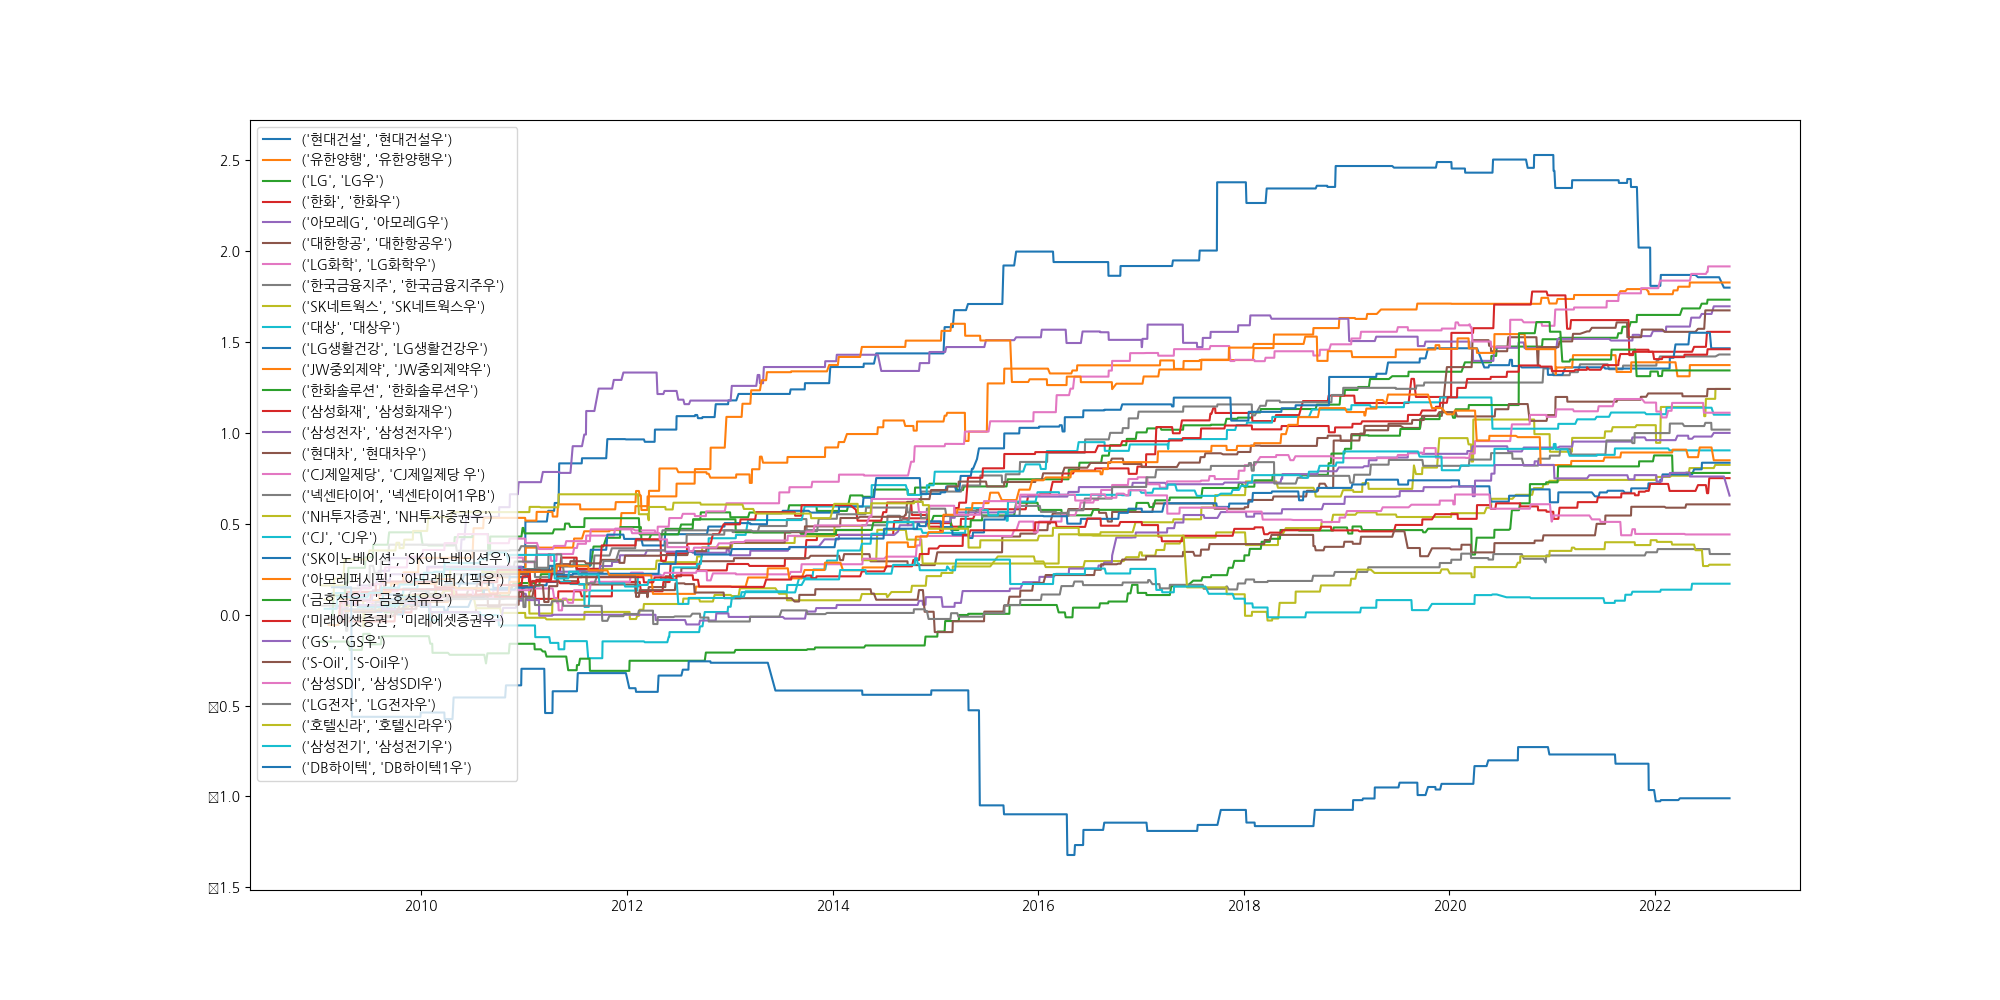 ('현대건설', '현대건설우')
('유한양행', '유한양행우')
('LG', 'LG우')
('한화', '한화우')
('아모레G', '아모레G우')
('대한항공', '대한항공우')
('LG화학', 'LG화학우')
('한국금융지주', '한국금융지주우')
('SK네트웍스', 'SK네트웍스우')
('대상', '대상우')
('LG생활건강', 'LG생활건강우')
('JW중외제약', 'JW중외제약우')
('한화솔루션', '한화솔루션우')
('삼성화재', '삼성화재우')
('삼성전자', '삼성전자우')
('현대차', '현대차우')
('CJ제일제당', 'CJ제일제당 우')
('넥센타이어', '넥센타이어1우B')
('NH투자증권', 'NH투자증권우')
('CJ', 'CJ우')
('SK이노베이션', 'SK이노베이션우')
('아모레퍼시픽', '아모레퍼시픽우')
('금호석유', '금호석유우')
('미래에셋증권', '미래에셋증권우')
('GS', 'GS우')
('S-Oil', 'S-Oil우')
('삼성SDI', '삼성SDI우')
('LG전자', 'LG전자우')
('호텔신라', '호텔신라우')
('삼성전기', '삼성전기우')
('DB하이텍', 'DB하이텍1우')
2.5
2.0
1.5
1.0
0.5
0.0
0.5
1.0
1.5
2010 2012 2014 2016 2018 2020 2022